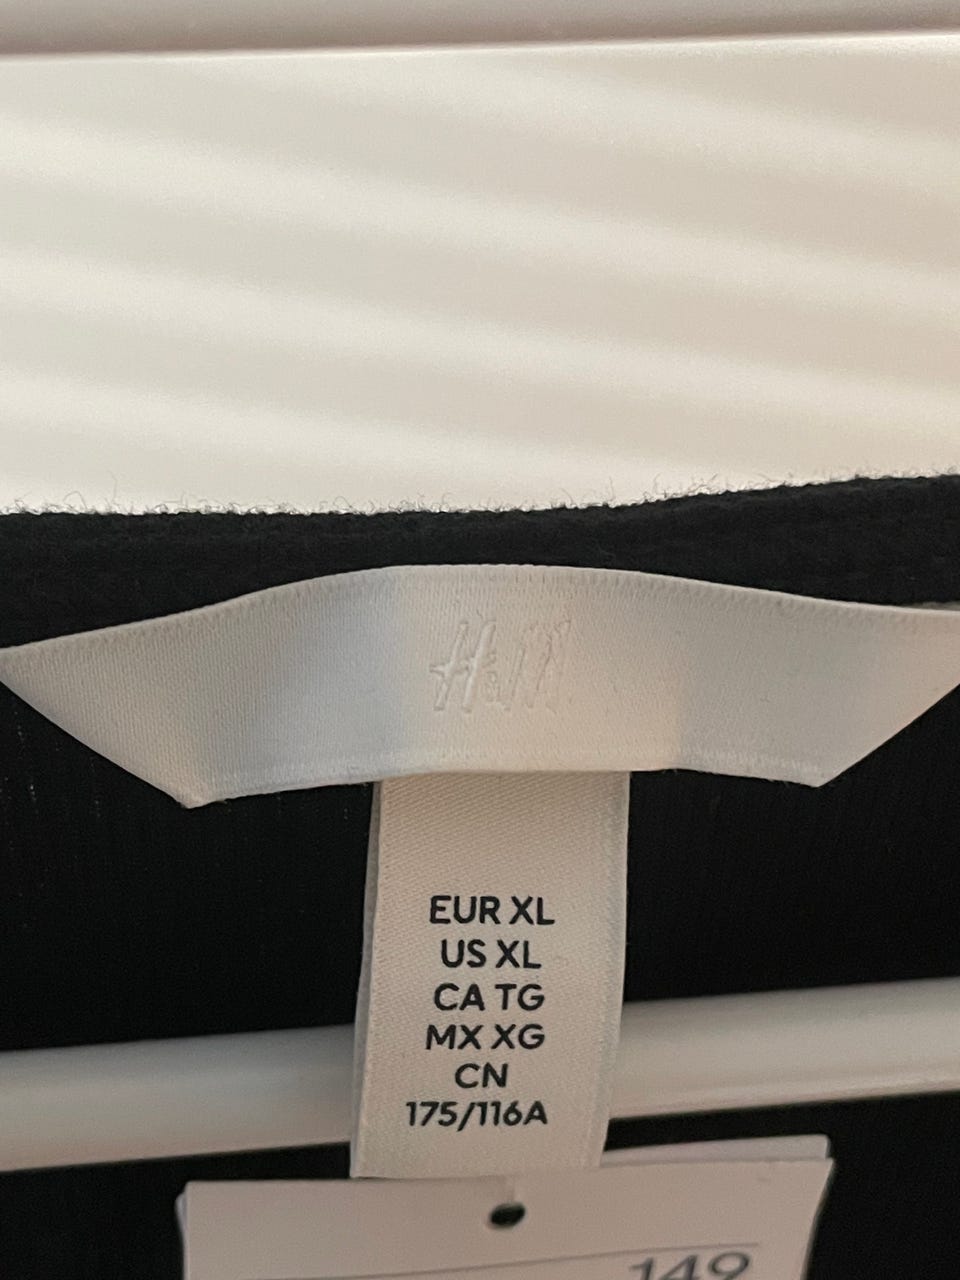 H&M
EUR XL
US XL
CA TG
MX XG
CN
175/116A
149